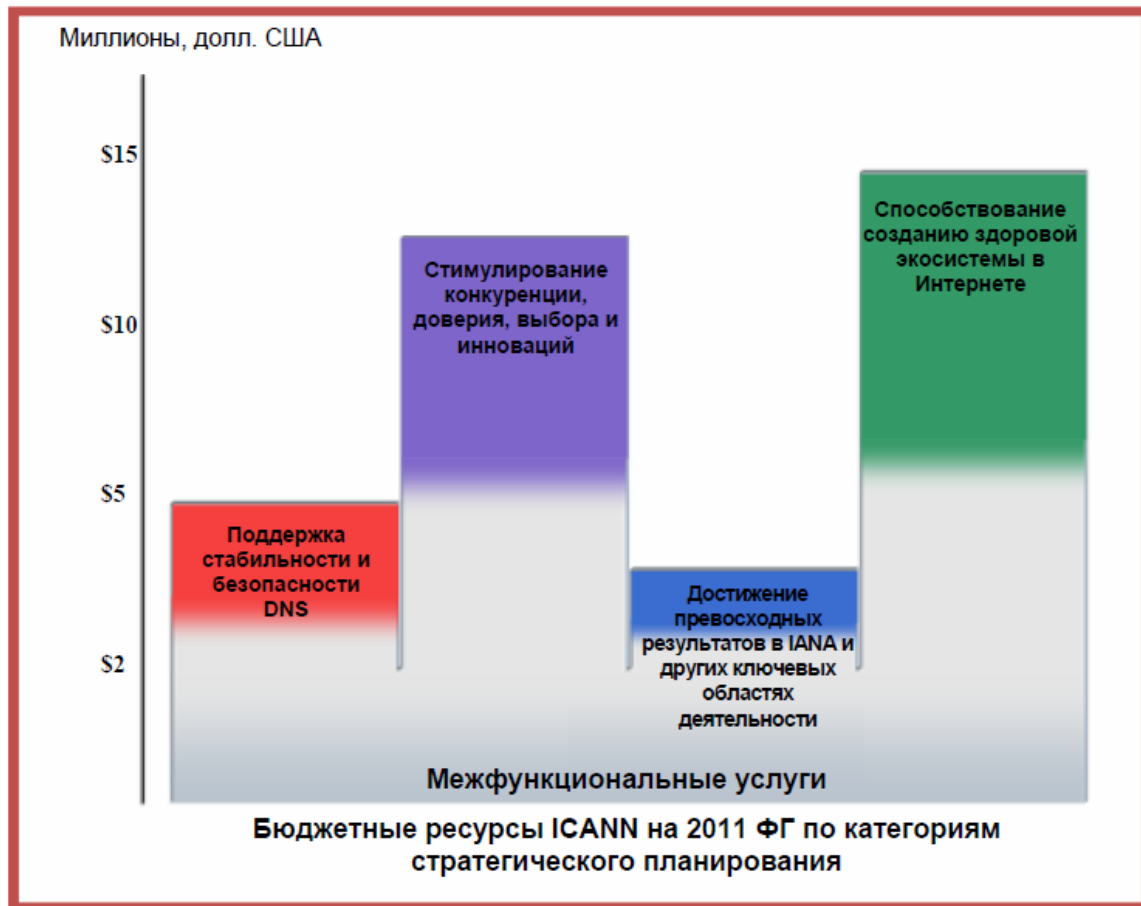 Миллионы, долл. США
$15
$10
$5
$2
Поддержка
стабильности и
безопасности
DNS
Стимулирование
конкуренции,
доверия, выбора и
инноваций
Достижение
превосходных
результатов в IANA и
других ключевых
областях
деятельности
Способствование
созданию здоровой
экосистемы в
Интернете
Межфункциональные услуги
Бюджетные ресурсы ICANN на 2011 ФГ по категориям
стратегического планирования